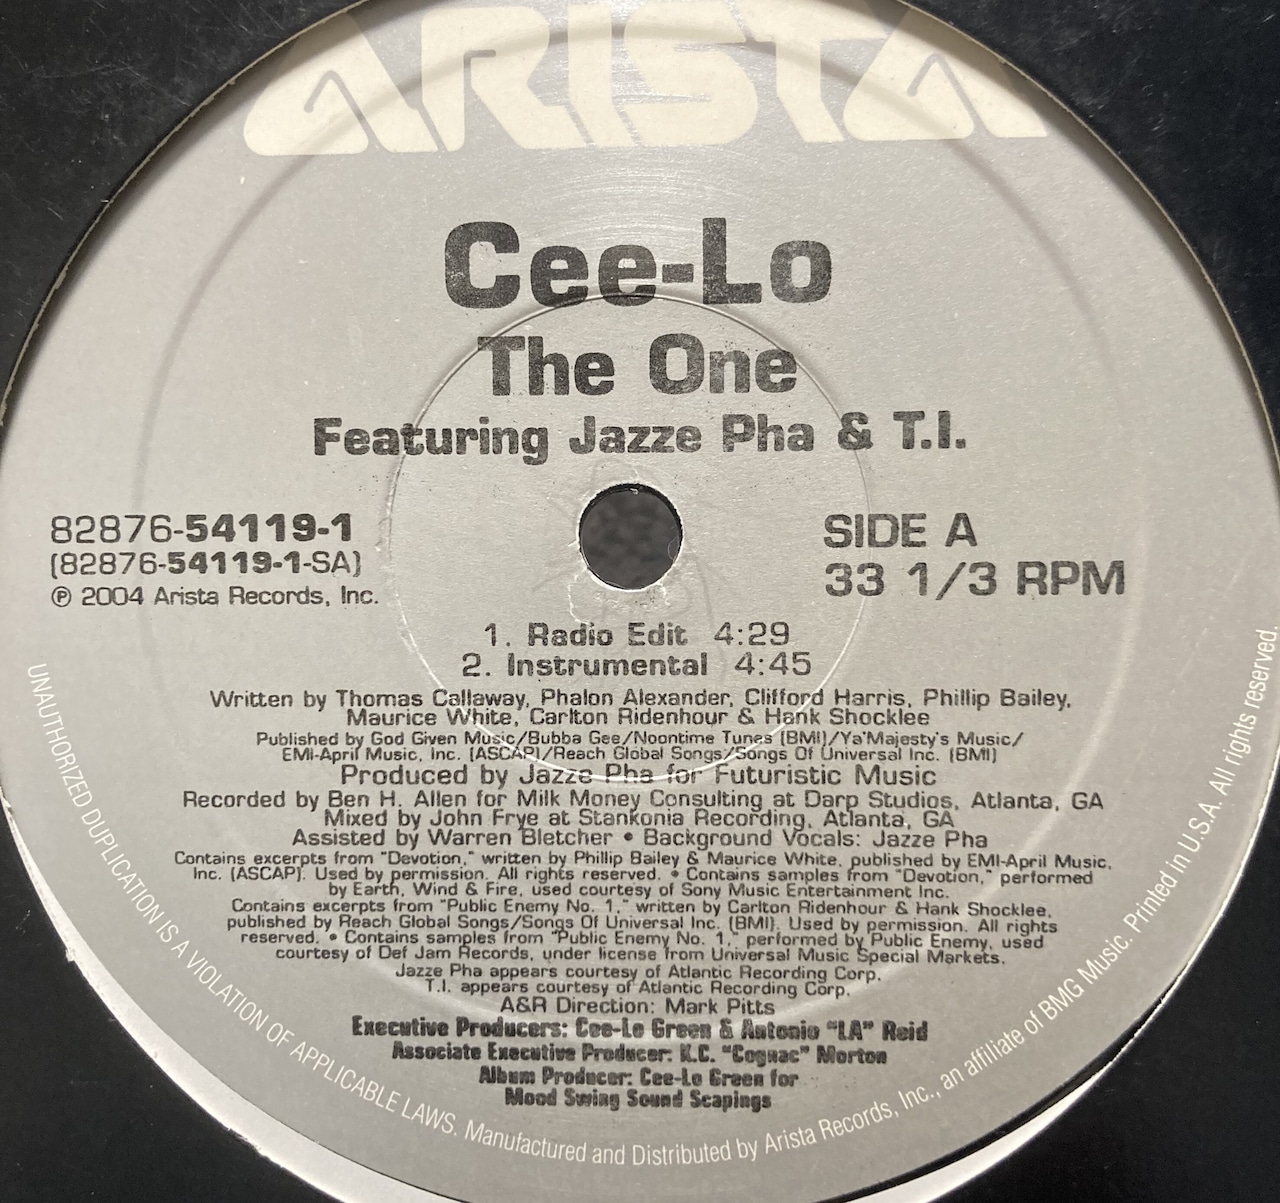 ARISTA
Cee-Lo
The One
Featuring Jazze Pha & T.I.
82876-54119-1
(82876-54119-1-SA)
℗ 2004 Arista Records, Inc.
SIDE A
33 1/3 RPM
1. Radio Edit 4:29
2. Instrumental 4:45
Written by Thomas Callaway, Phalon Alexander, Clifford Harris, Phillip Bailey,
Maurice White, Carlton Ridenhour & Hank Shocklee
Published by God Given Music/Bubba Gee/Noontime Tunes (BMI)/Ya'Majesty's Music/
EMI-April Music, Inc. (ASCAP)/Reach Global Songs/Songs Of Universal Inc. (BMI)
Produced by Jazze Pha for Futuristic Music
Recorded by Ben H. Allen for Milk Money Consulting at Darp Studios, Atlanta, GA
Mixed by John Frye at Stankonia Recording, Atlanta, GA
Assisted by Warren Bletcher • Background Vocals: Jazze Pha
Contains excerpts from "Devotion," written by Phillip Bailey & Maurice White, published by EMI-April Music,
Inc. (ASCAP). Used by permission. All rights reserved. • Contains samples from "Devotion," performed
by Earth, Wind & Fire, used courtesy of Sony Music Entertainment Inc.
Contains excerpts from "Public Enemy No. 1," written by Carlton Ridenhour & Hank Shocklee,
published by Reach Global Songs/Songs Of Universal Inc. (BMI). Used by permission. All rights
reserved. • Contains samples from "Public Enemy No. 1," performed by Public Enemy, used
courtesy of Def Jam Records, under license from Universal Music Special Markets.
Jazze Pha appears courtesy of Atlantic Recording Corp.
T.I. appears courtesy of Atlantic Recording Corp.
A&R Direction: Mark Pitts
Executive Producers: Cee-Lo Green & Antonio "LA" Reid
Associate Executive Producer: K.C. "Cognac" Morton
Album Producer: Cee-Lo Green for
Mood Swing Sound Scapings
UNAUTHORIZED DUPLICATION IS A VIOLATION OF APPLICABLE LAWS. Manufactured and Distributed by Arista Records, Inc., an affiliate of BMG Music. Printed in U.S.A. All rights reserved.